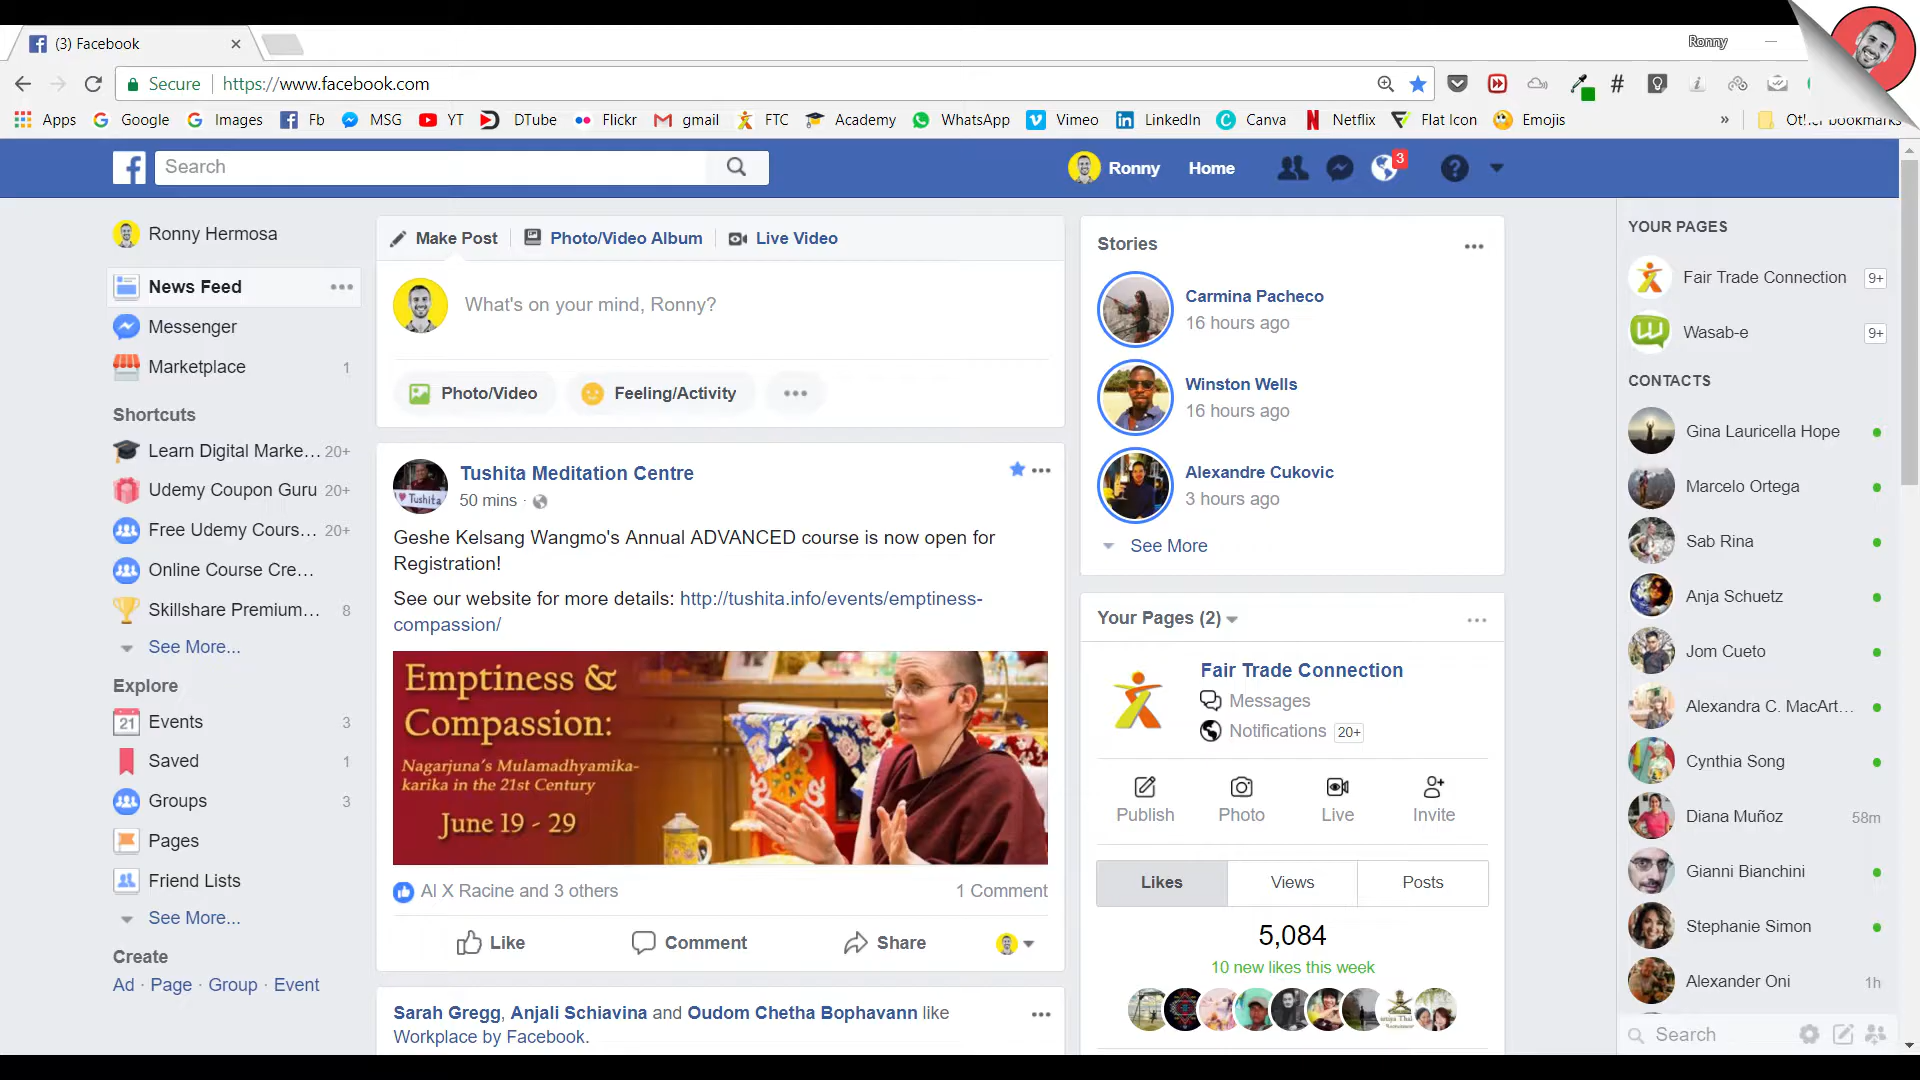 (3) Facebook
Ronny
Secure https://www.facebook.com
Apps Google Images Fb MSG YT DTube Flickr gmail FTC Academy WhatsApp Vimeo LinkedIn Canva Netflix Flat Icon Emojis » Other bookmarks
Search
Ronny Home 3
Ronny Hermosa
News Feed
Messenger
Marketplace 1
Shortcuts
Learn Digital Marke... 20+
Udemy Coupon Guru 20+
Free Udemy Cours... 20+
Online Course Cre...
Skillshare Premium... 8
See More...
Explore
21 Events 3
Saved 1
Groups 3
Pages
Friend Lists
See More...
Create
Ad · Page · Group · Event
Make Post Photo/Video Album Live Video
What's on your mind, Ronny?
Photo/Video Feeling/Activity
Tushita Meditation Centre
50 mins ·
Tushita
Geshe Kelsang Wangmo's Annual ADVANCED course is now open for
Registration!
See our website for more details: http://tushita.info/events/emptiness-
compassion/
Emptiness &
Compassion:
Nagarjuna's Mulamadhyamika-
karika in the 21st Century
June 19 - 29
Al X Racine and 3 others 1 Comment
Like Comment Share
Sarah Gregg, Anjali Schiavina and Oudom Chetha Bophavann like
Workplace by Facebook.
Stories
Carmina Pacheco
16 hours ago
Winston Wells
16 hours ago
Alexandre Cukovic
3 hours ago
See More
Your Pages (2)
Fair Trade Connection
Messages
Notifications 20+
Publish Photo Live Invite
Likes Views Posts
5,084
10 new likes this week
YOUR PAGES
Fair Trade Connection 9+
Wasab-e 9+
CONTACTS
Gina Lauricella Hope
Marcelo Ortega
Sab Rina
Anja Schuetz
Jom Cueto
Alexandra C. MacArt...
Cynthia Song
Diana Muñoz 58m
Gianni Bianchini
Stephanie Simon
Alexander Oni 1h
Search